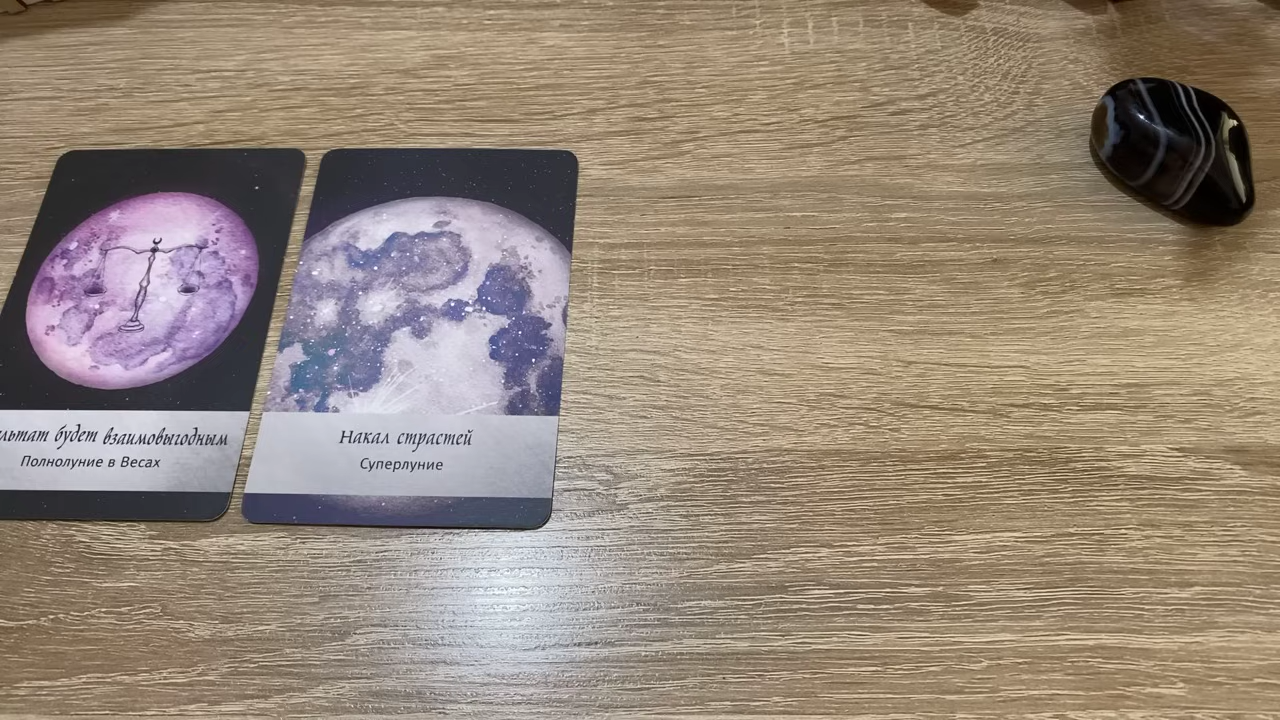 будет взаимовыгодным
Полнолуние в Весах
Накал страстей
Суперлуние